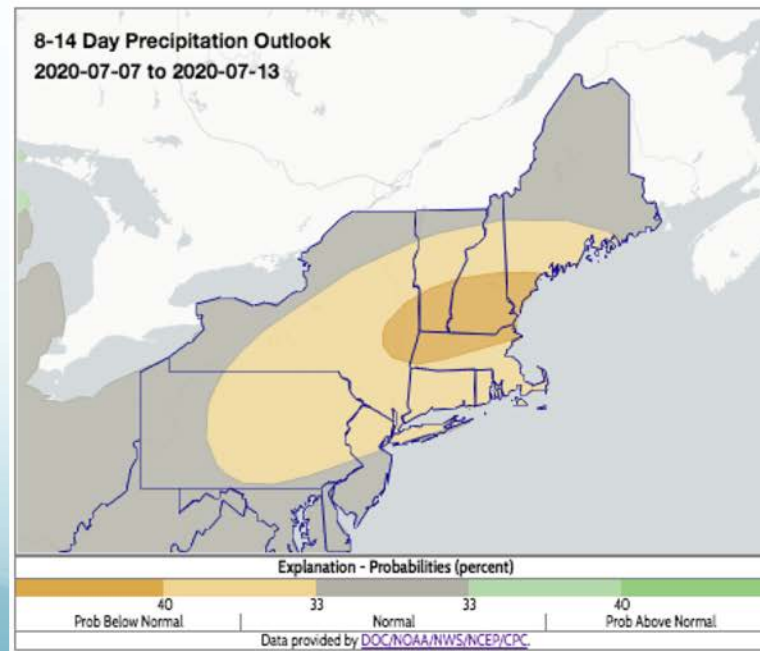 8-14 Day Precipitation Outlook
2020-07-07 to 2020-07-13
Explanation - Probabilities (percent)
40 33 33 40
Prob Below Normal Normal Prob Above Normal
Data provided by DOC/NOAA/NWS/NCEP/CPC.